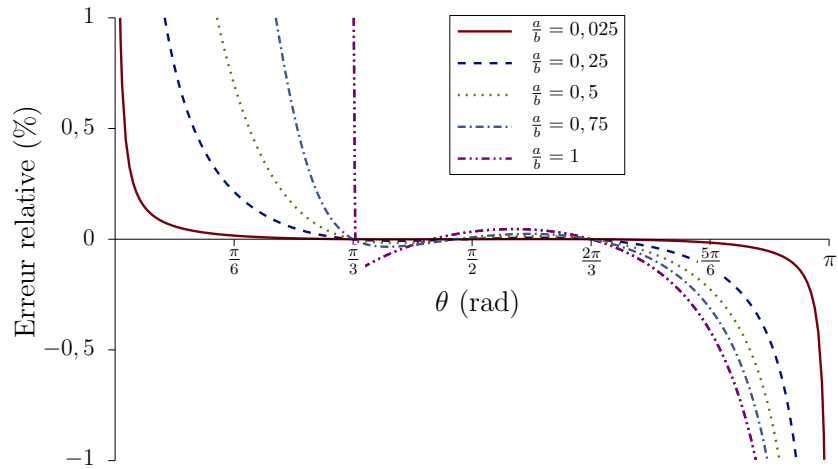 1
0,5
0
−0,5
−1
Erreur relative (%)
a/b = 0,025
a/b = 0,25
a/b = 0,5
a/b = 0,75
a/b = 1
π/6
π/3
π/2
2π/3
5π/6
π
θ (rad)